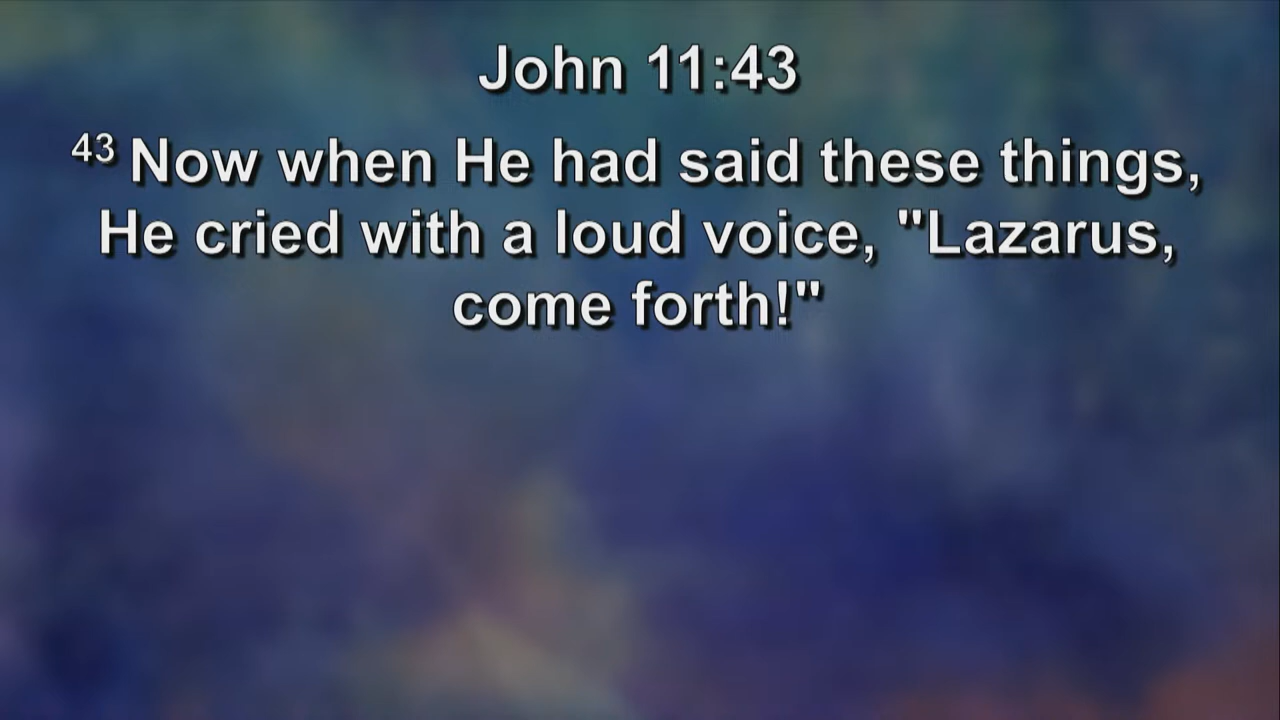 John 11:43
43 Now when He had said these things,
He cried with a loud voice, "Lazarus,
come forth!"